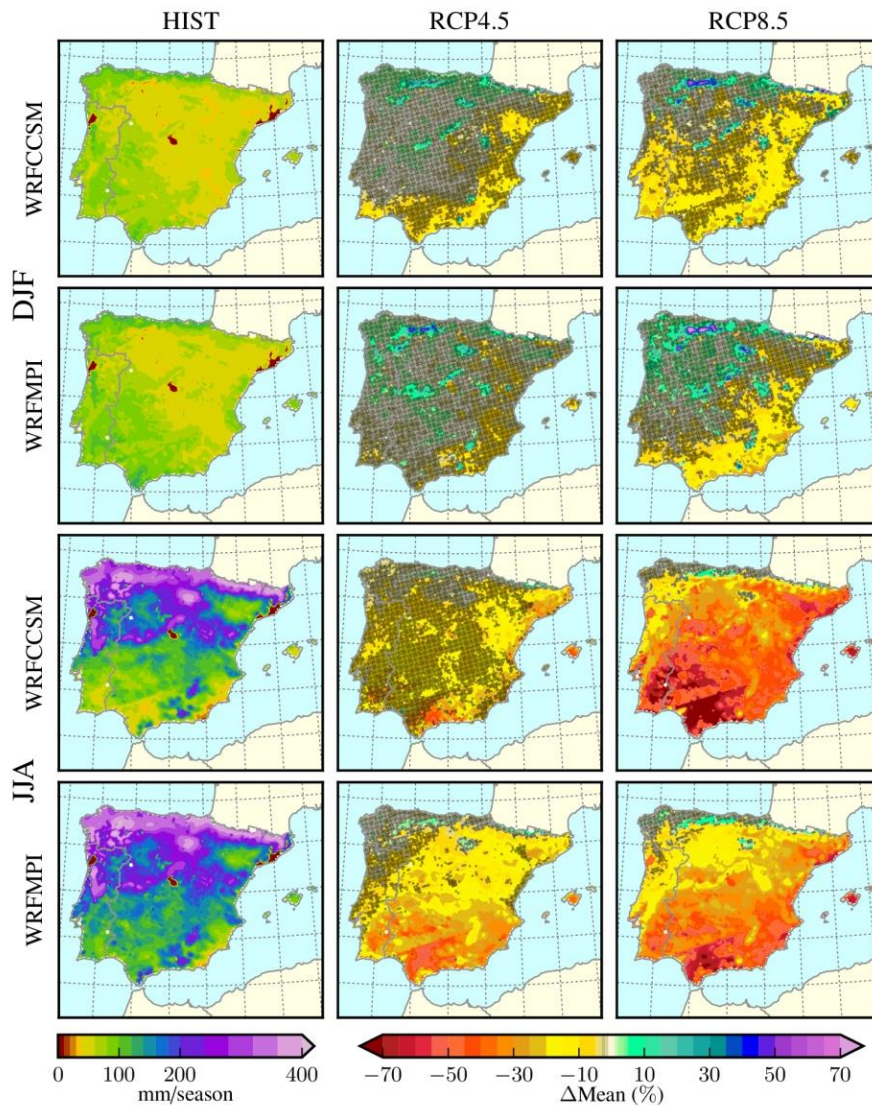 HIST RCP4.5 RCP8.5
DJF
WRFCCSM
WRFMPI
JJA
WRFCCSM
WRFMPI
0 100 200 300 400
mm/season
−70 −50 −30 −10 10 30 50 70
ΔMean (%)